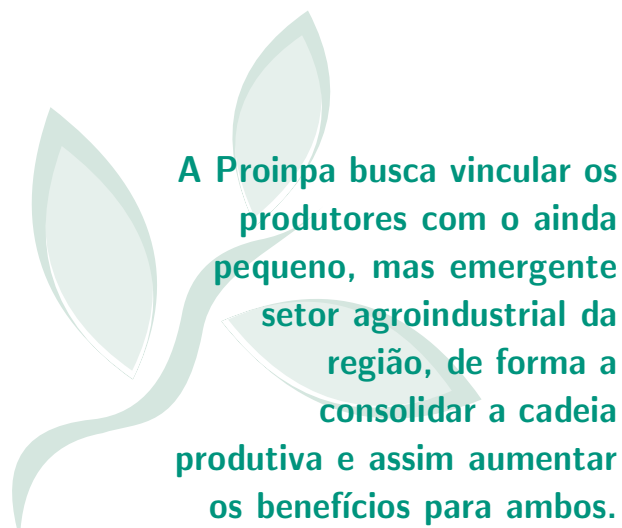 A Proinpa busca vincular os
produtores com o ainda
pequeno, mas emergente
setor agroindustrial da
região, de forma a
consolidar a cadeia
produtiva e assim aumentar
os benefícios para ambos.